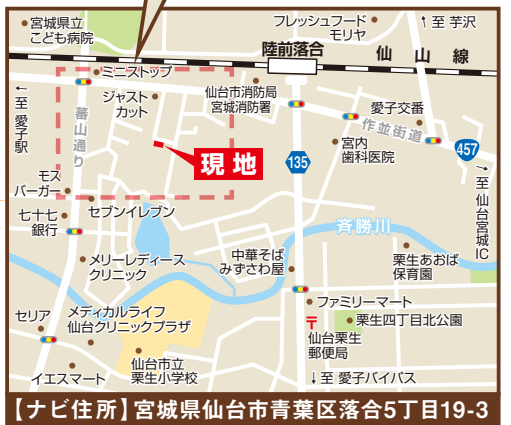 宮城県立
こども病院
フレッシュフード
モリヤ
↑至 芋沢
陸前落合
仙山線
ミニストップ
ジャスト
カット
仙台市消防局
宮城消防署
愛子交番
作並街道
457
←至 愛子駅
蕃山通り
現地
135
宮内
歯科医院
→至 仙台宮城IC
モス
バーガー
セブンイレブン
七十七
銀行
斉勝川
メリーレディース
クリニック
中華そば
みずさわ屋
栗生あおば
保育園
ファミリーマート
セリア
メディカルライフ
仙台クリニックプラザ
〒
仙台栗生
郵便局
栗生四丁目北公園
イエスマート
仙台市立
栗生小学校
↓至 愛子バイパス
【ナビ住所】宮城県仙台市青葉区落合5丁目19-3